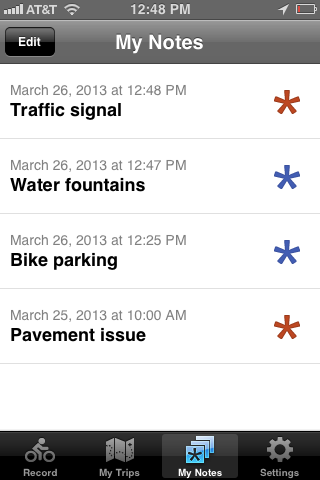 AT&T 12:48 PM
Edit My Notes
March 26, 2013 at 12:48 PM
Traffic signal
March 26, 2013 at 12:47 PM
Water fountains
March 26, 2013 at 12:25 PM
Bike parking
March 25, 2013 at 10:00 AM
Pavement issue
Record My Trips My Notes Settings